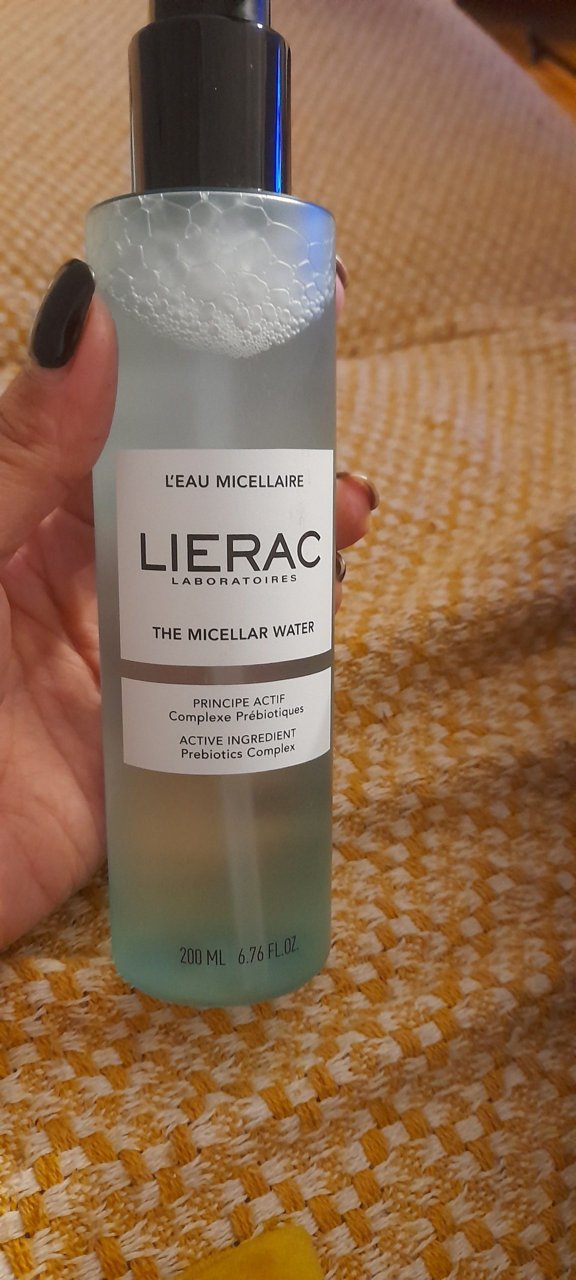 L'EAU MICELLAIRE
LIERAC
LABORATOIRES
THE MICELLAR WATER
PRINCIPE ACTIF
Complexe Prébiotiques
ACTIVE INGREDIENT
Prebiotics Complex
200 ML 6.76 FL.OZ.